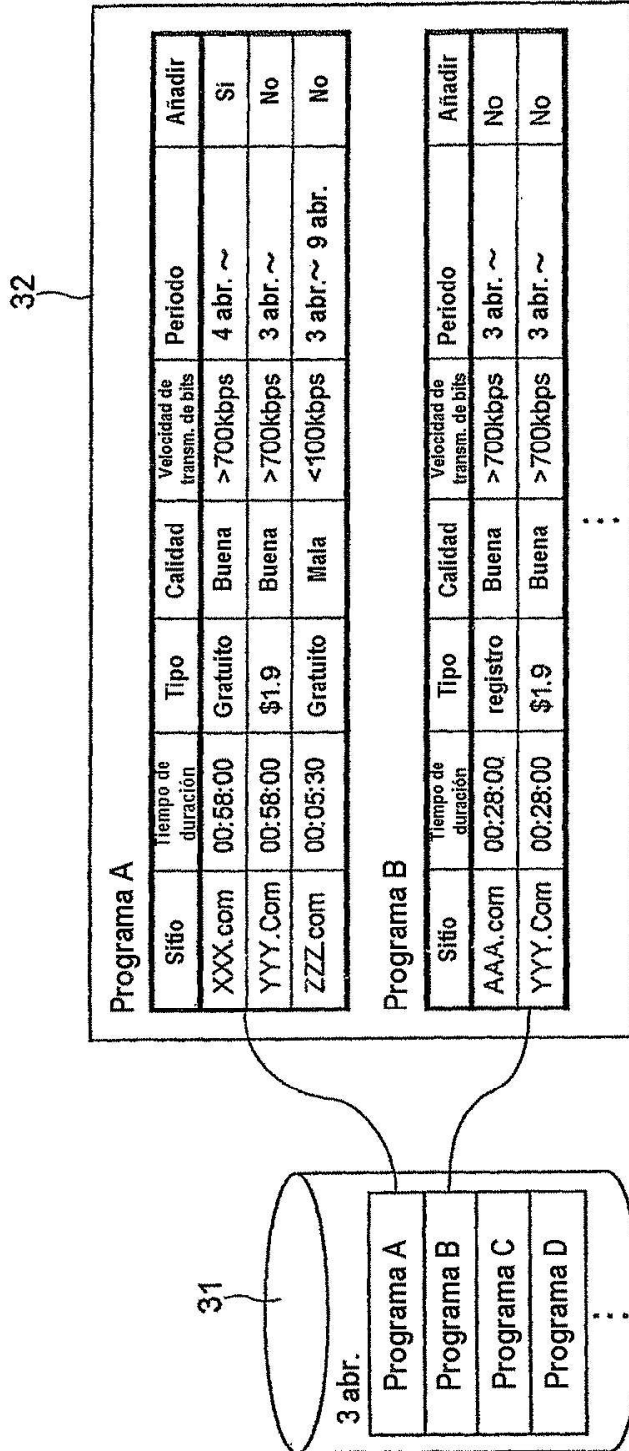 32
Programa A
Sitio Tiempo de duración Tipo Calidad Velocidad de transm. de bits Periodo Añadir
XXX.com 00:58:00 Gratuito Buena >700kbps 4 abr.~ Si
YYY.Com 00:58:00 $1.9 Buena >700kbps 3 abr.~ No
ZZZ.com 00:05:30 Gratuito Mala <100kbps 3 abr.~ 9 abr. No
Programa B
Sitio Tiempo de duración Tipo Calidad Velocidad de transm. de bits Periodo Añadir
AAA.com 00:28:00 registro Buena >700kbps 3 abr.~ No
YYY.Com 00:28:00 $1.9 Buena >700kbps 3 abr.~ No
⋮
31
3 abr.
Programa A
Programa B
Programa C
Programa D
⋮